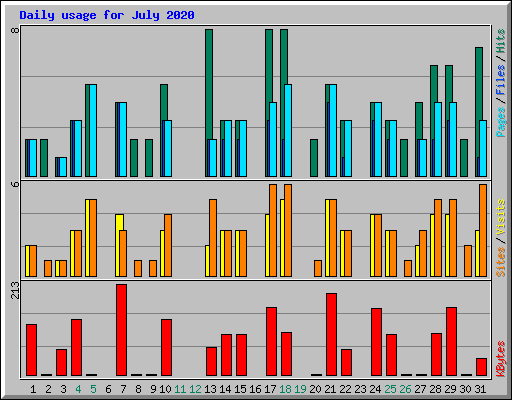 Daily usage for July 2020
8
Pages / Files / Hits
6
Sites / Visits
213
KBytes
1 2 3 4 5 6 7 8 9 10 11 12 13 14 15 16 17 18 19 20 21 22 23 24 25 26 27 28 29 30 31